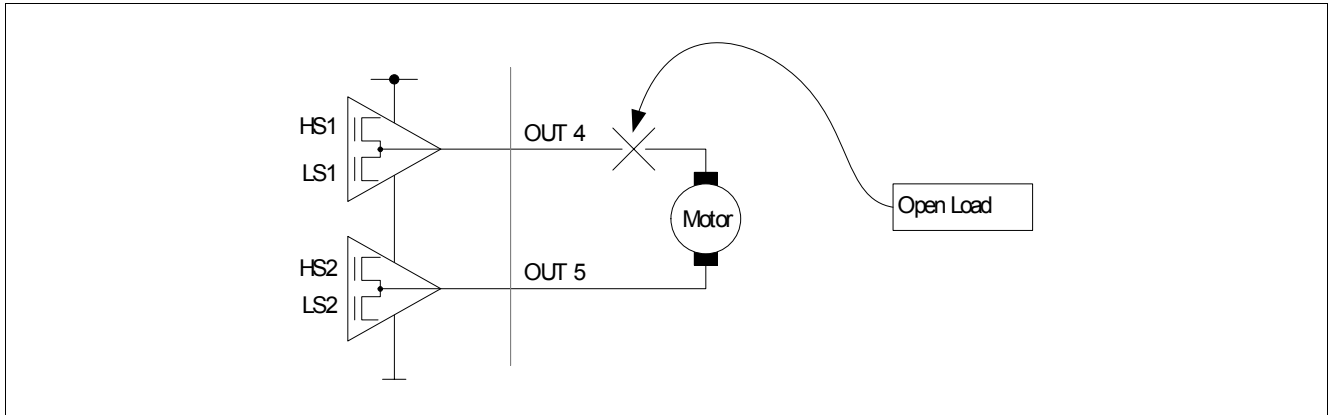 HS1
OUT 4
LS1
Open Load
Motor
HS2
OUT 5
LS2